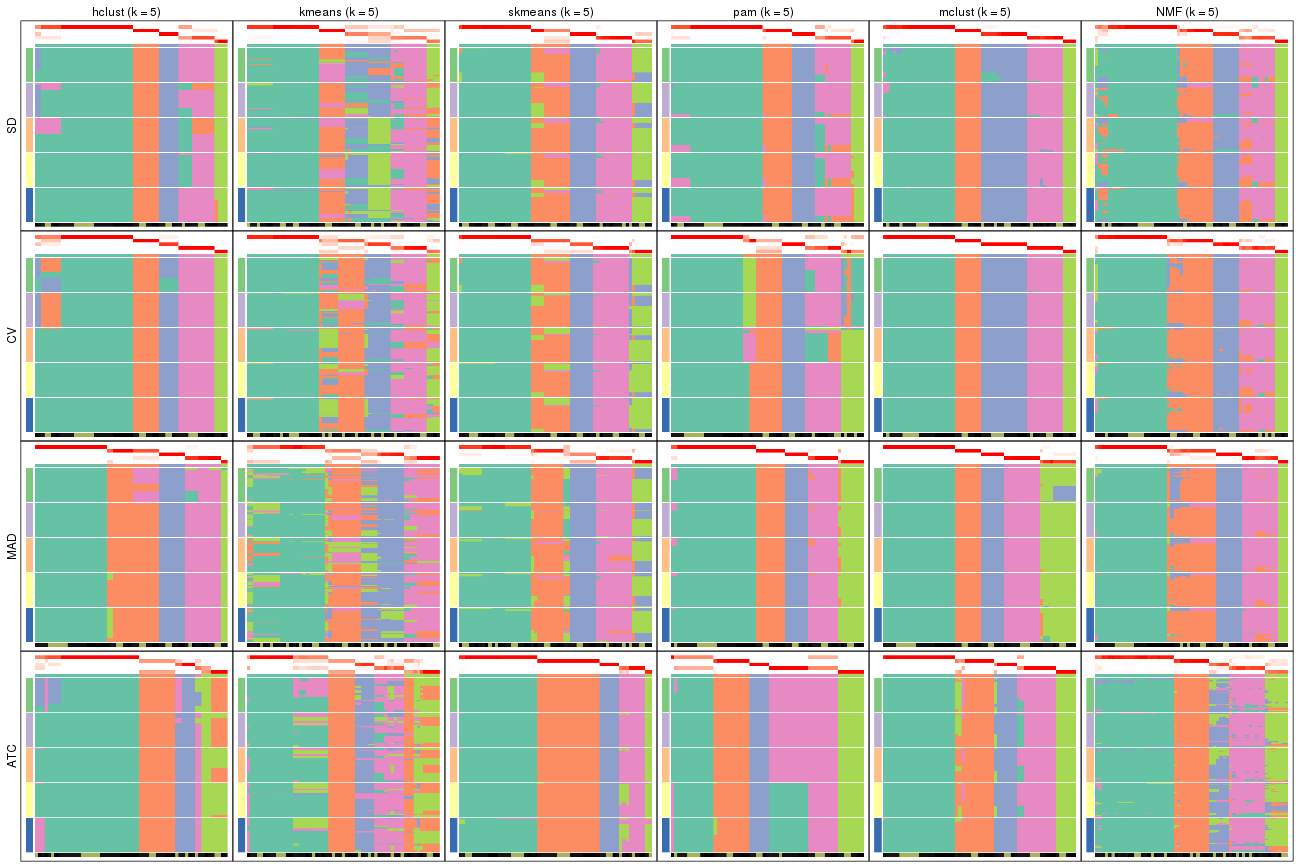 hclust (k = 5)
kmeans (k = 5)
skmeans (k = 5)
pam (k = 5)
mclust (k = 5)
NMF (k = 5)
SD
CV
MAD
ATC